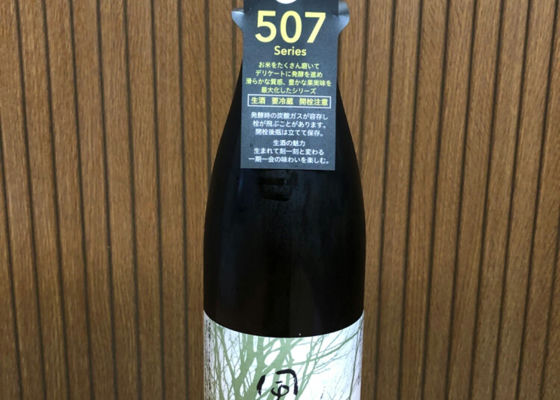 507
Series
お米をたくさん磨いて
デリケートに発酵を進め
滑らかな質感、豊かな果実味を
最大化したシリーズ
生酒 要冷蔵 開栓注意
発酵時の炭酸ガスが容存し
栓が飛ぶことがあります。
開栓後瓶は立てて保存。
生酒の魅力
生まれて刻一刻と変わる
一期一会の味わいを楽しむ。
風